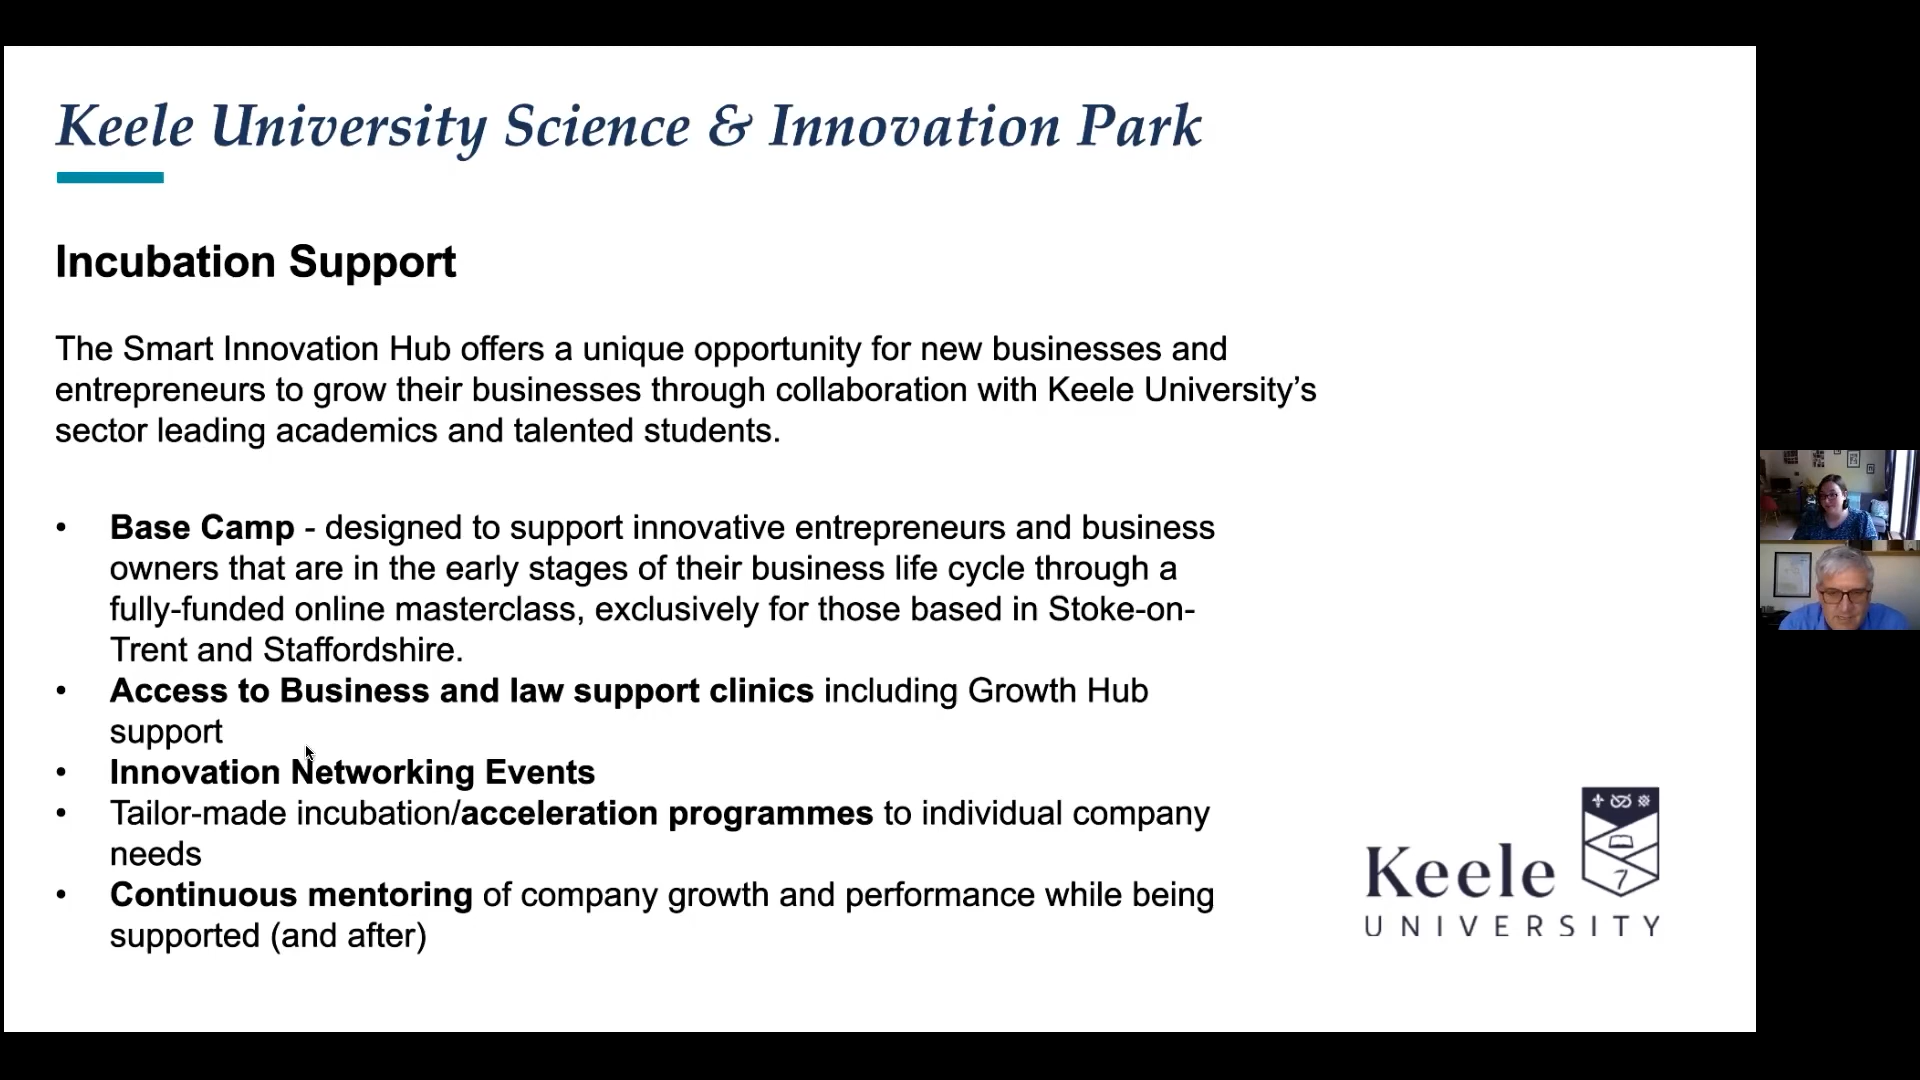 Keele University Science & Innovation Park
Incubation Support
The Smart Innovation Hub offers a unique opportunity for new businesses and
entrepreneurs to grow their businesses through collaboration with Keele University’s
sector leading academics and talented students.
• Base Camp - designed to support innovative entrepreneurs and business
owners that are in the early stages of their business life cycle through a
fully-funded online masterclass, exclusively for those based in Stoke-on-
Trent and Staffordshire.
• Access to Business and law support clinics including Growth Hub
support
• Innovation Networking Events
• Tailor-made incubation/acceleration programmes to individual company
needs
• Continuous mentoring of company growth and performance while being
supported (and after)
Keele
UNIVERSITY